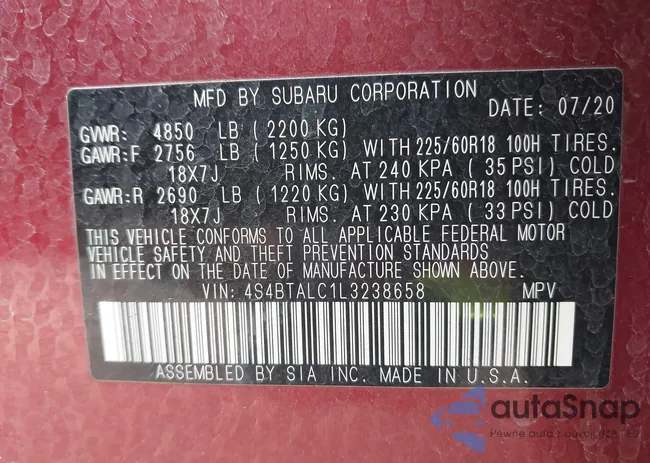 MFD BY SUBARU CORPORATION
DATE: 07/20
GVWR: 4850 LB (2200 KG)
GAWR:F 2756 LB (1250 KG) WITH 225/60R18 100H TIRES.
18X7J RIMS. AT 240 KPA (35 PSI) COLD
GAWR:R 2690 LB (1220 KG) WITH 225/60R18 100H TIRES.
18X7J RIMS. AT 230 KPA (33 PSI) COLD
THIS VEHICLE CONFORMS TO ALL APPLICABLE FEDERAL MOTOR
VEHICLE SAFETY AND THEFT PREVENTION STANDARDS
IN EFFECT ON THE DATE OF MANUFACTURE SHOWN ABOVE.
VIN: 4S4BTALC1L3238658 MPV
ASSEMBLED BY SIA INC. MADE IN U.S.A.
autaSnap
Pewne auta z aukcji